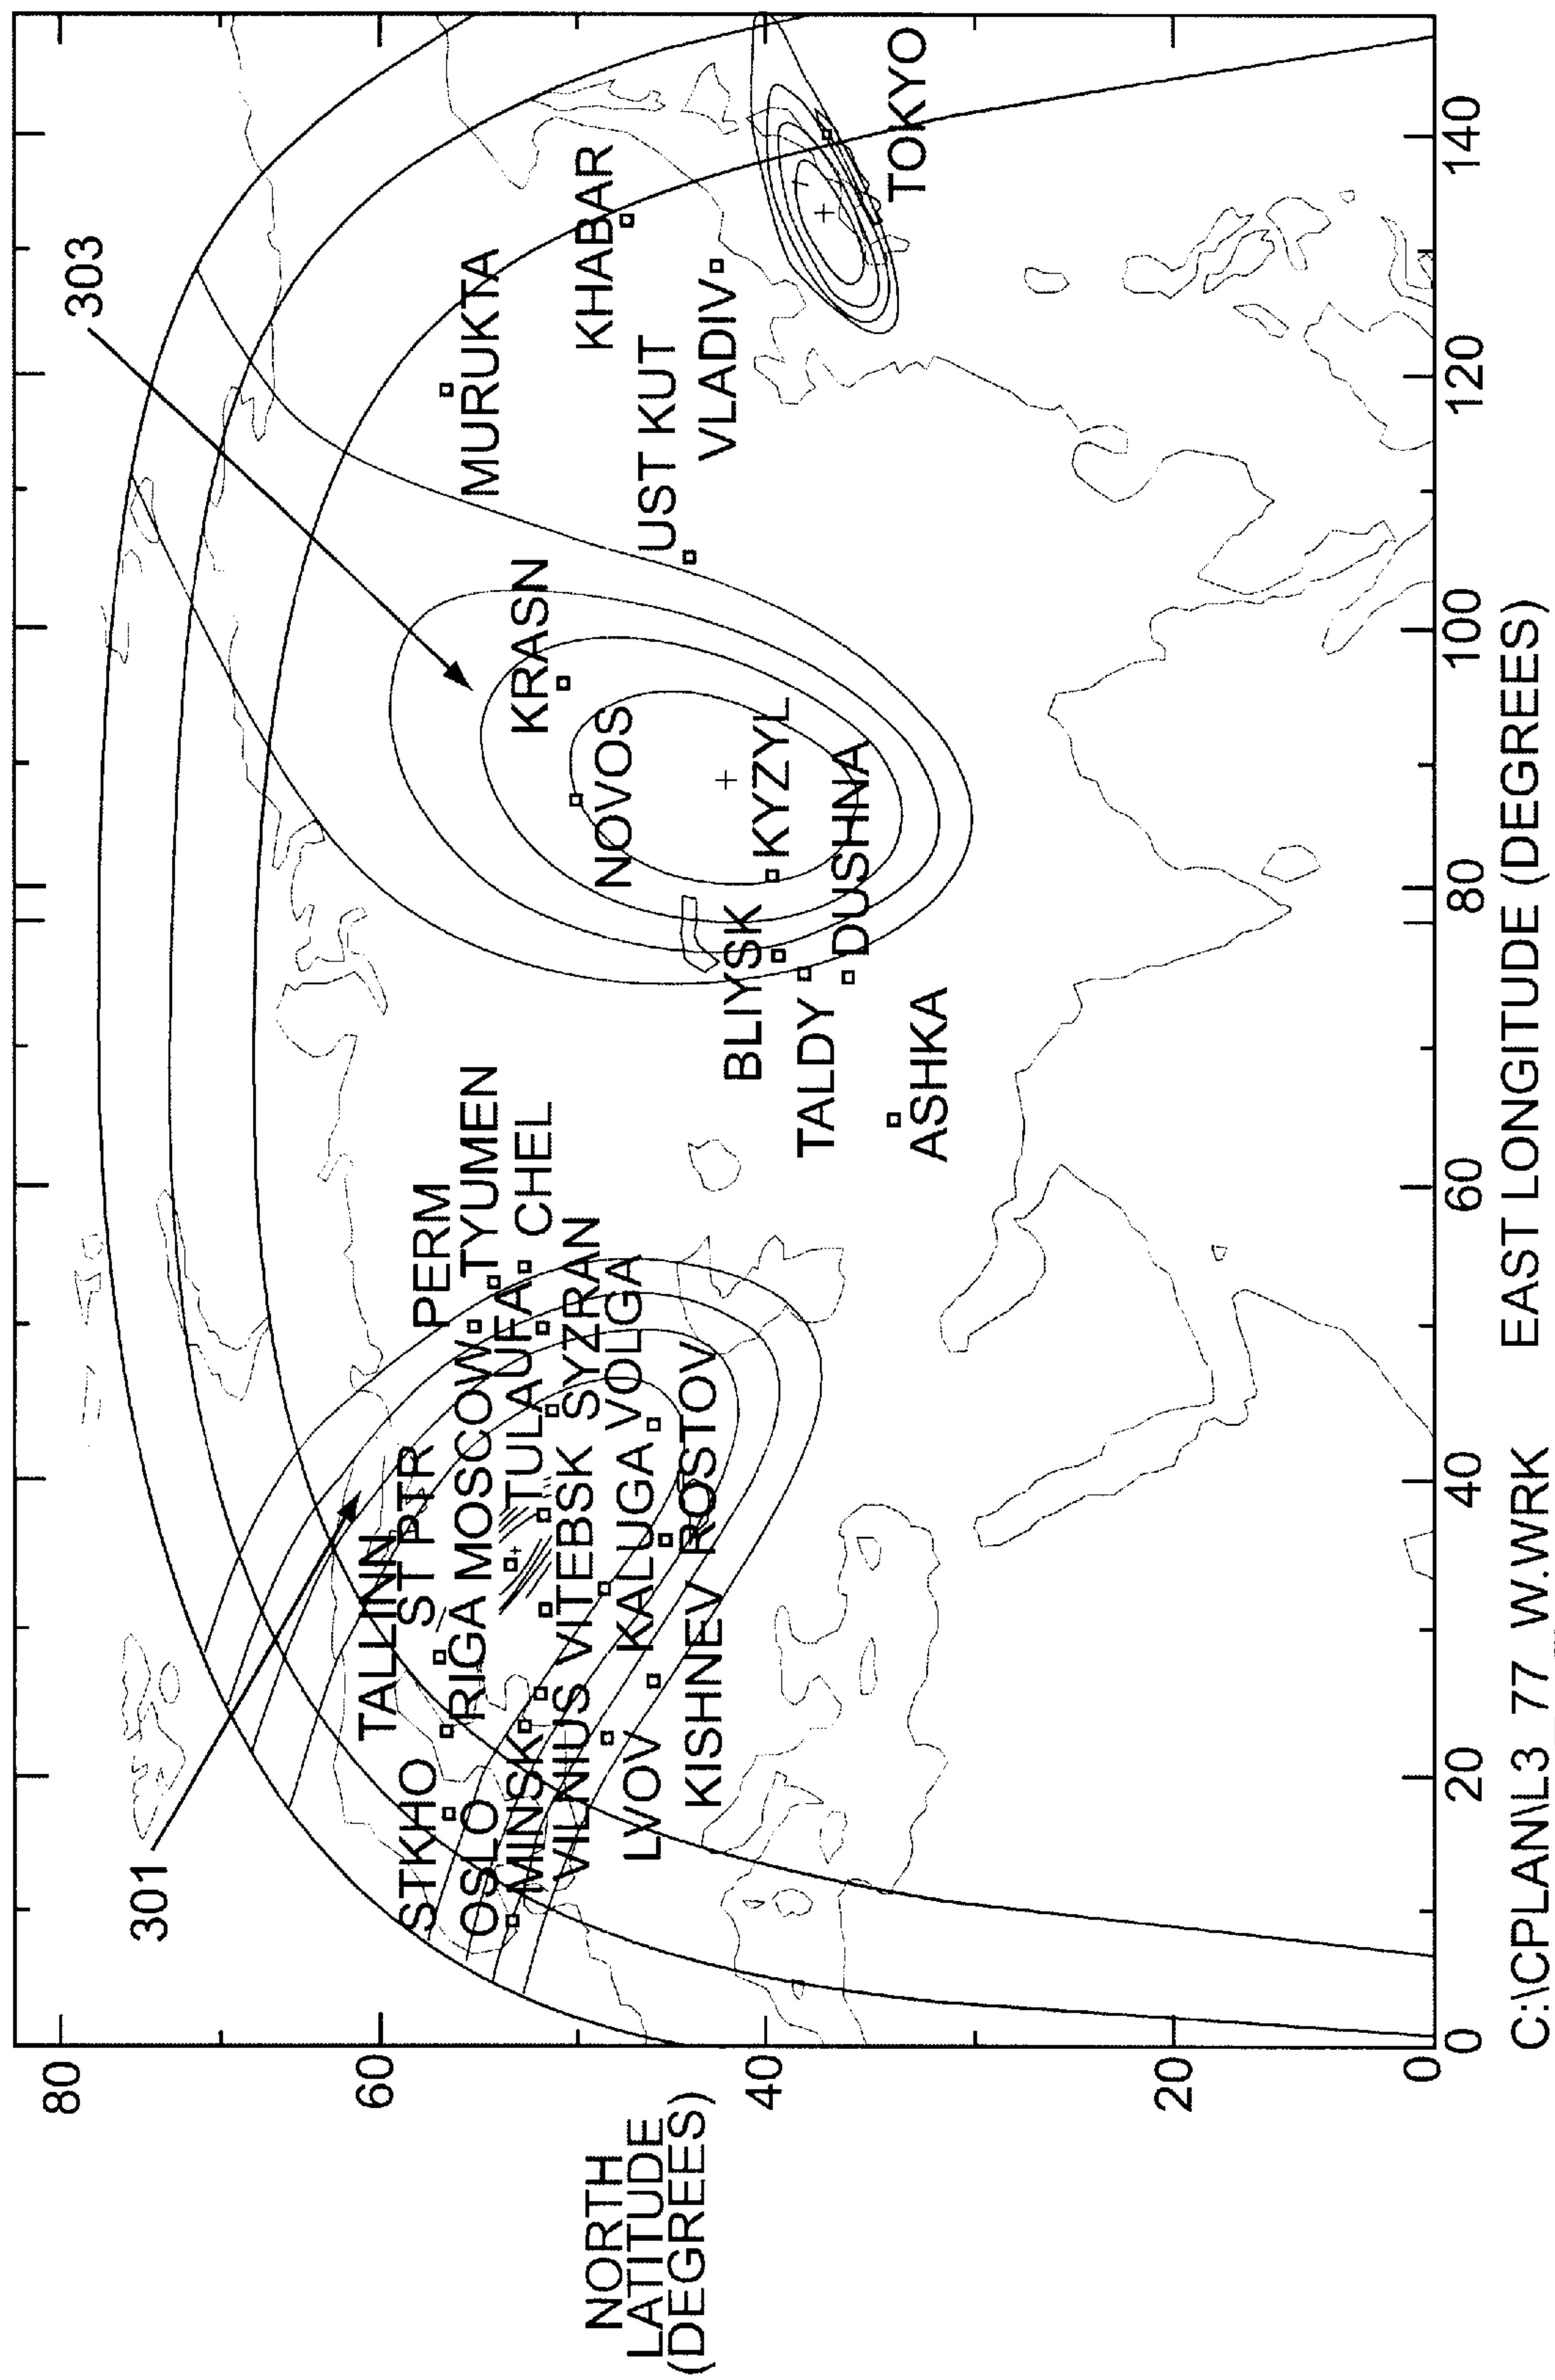 303
301
80
60
40
20
0
NORTH
LATITUDE
(DEGREES)
TALLINN
STKHO
ST PTR
PERM
OSLO
RIGA
MOSCOW
TYUMEN
MURUKTA
MINSK
TULA
UFA
CHEL
KRASN
VILNIUS
VITEBSK
SYZRAN
KHABAR
LVOV
KALUGA
VOLGA
NOVOS
UST KUT
KISHNEV
ROSTOV
BLIYSK
VLADIV
KYZYL
TALDY
DUSHNA
ASHKA
TOKYO
0
20
40
60
80
100
120
140
C:\CPLAN\L3_77_W.WRK
EAST LONGITUDE (DEGREES)